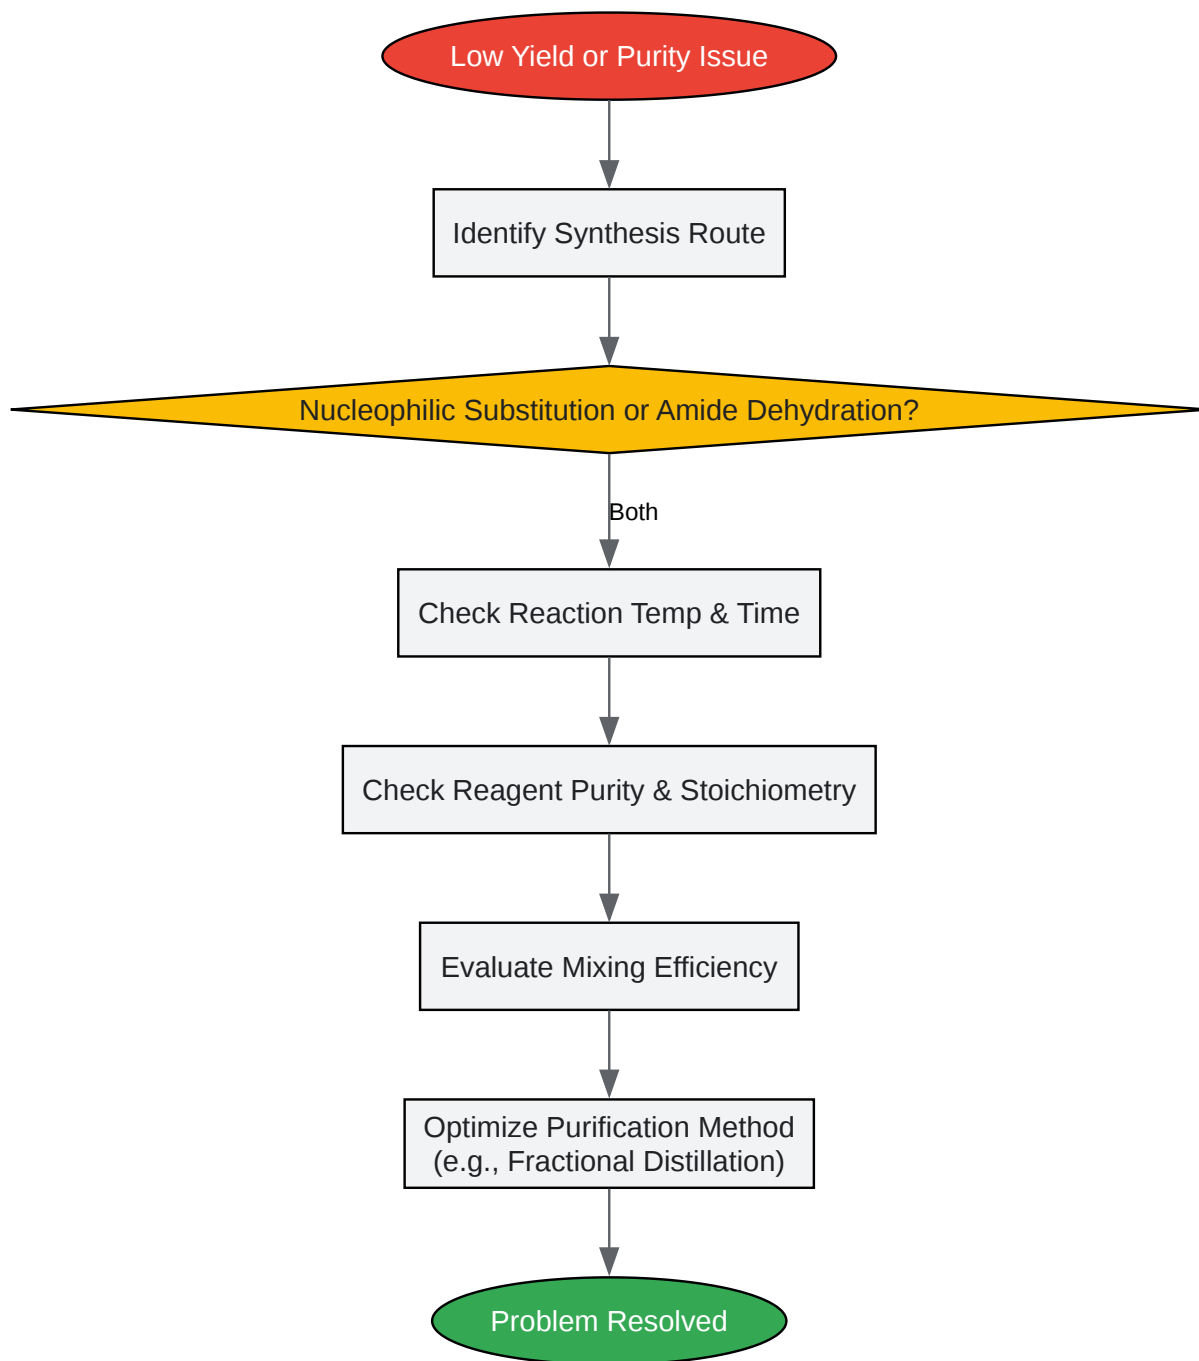 Low Yield or Purity Issue
Identify Synthesis Route
Nucleophilic Substitution or Amide Dehydration?
Both
Check Reaction Temp & Time
Check Reagent Purity & Stoichiometry
Evaluate Mixing Efficiency
Optimize Purification Method
(e.g., Fractional Distillation)
Problem Resolved